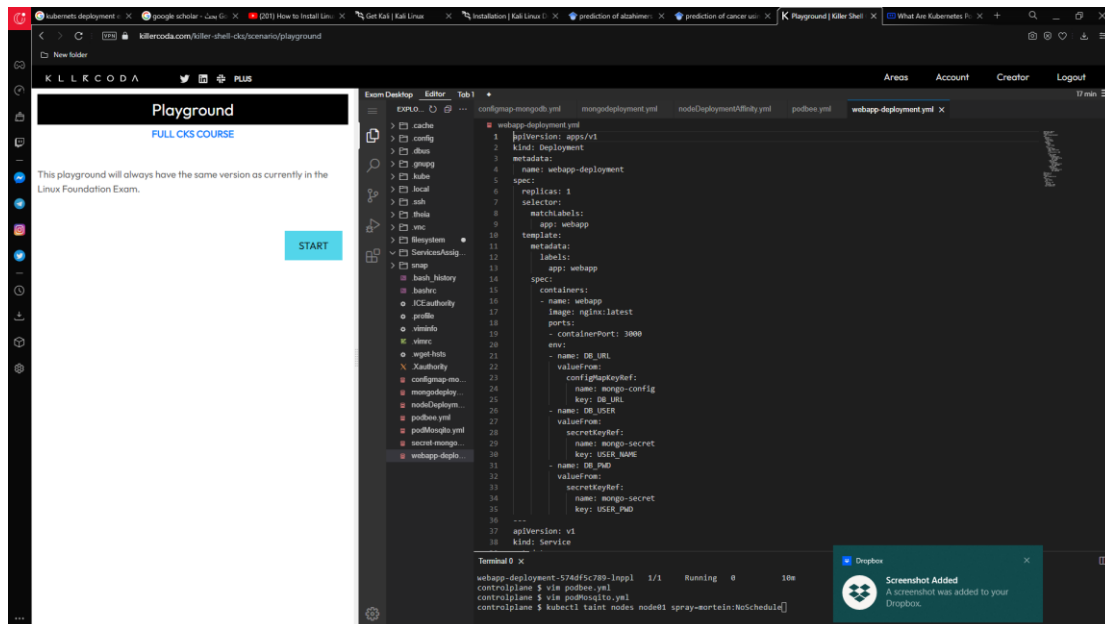 kubernets deployment e
google scholar -
(201) How to Install Linu
Get Kali | Kali Linux
Installation | Kali Linux D
prediction of alzahimerc
prediction of cancer usin
Playground | Killer Shell
What Are Kubernetes Po
VPN killercoda.com/killer-shell-cks/scenario/playground
New folder
KLLRCODA PLUS Areas Account Creator Logout
Exam Desktop Editor Tab 1 + 17 min
Playground
FULL CKS COURSE
This playground will always have the same version as currently in the
Linux Foundation Exam.
START
EXPLO...
.cache
.config
.dbus
.gnupg
.kube
.local
.ssh
.theia
.vnc
filesystem
ServicesAssig...
snap
.bash_history
.bashrc
.ICEauthority
.profile
.viminfo
.vimrc
.wget-hsts
.Xauthority
configmap-mo...
mongodeploy...
nodeDeploym...
podbee.yml
podMosqito.yml
secret-mongo...
webapp-deplo...
configmap-mongodb.yml mongodeployment.yml nodeDeploymentAffinity.yml podbee.yml webapp-deployment.yml
webapp-deployment.yml
1 apiVersion: apps/v1
2 kind: Deployment
3 metadata:
4 name: webapp-deployment
5 spec:
6 replicas: 1
7 selector:
8 matchLabels:
9 app: webapp
10 template:
11 metadata:
12 labels:
13 app: webapp
14 spec:
15 containers:
16 - name: webapp
17 image: nginx:latest
18 ports:
19 - containerPort: 3000
20 env:
21 - name: DB_URL
22 valueFrom:
23 configMapKeyRef:
24 name: mongo-config
25 key: DB_URL
26 - name: DB_USER
27 valueFrom:
28 secretKeyRef:
29 name: mongo-secret
30 key: USER_NAME
31 - name: DB_PWD
32 valueFrom:
33 secretKeyRef:
34 name: mongo-secret
35 key: USER_PWD
36 ---
37 apiVersion: v1
38 kind: Service
Terminal 0
webapp-deployment-574df5c789-lnppl 1/1 Running 0 10m
controlplane $ vim podbee.yml
controlplane $ vim podMosqito.yml
controlplane $ kubectl taint nodes node01 spray-mortein:NoSchedule
Dropbox
Screenshot Added
A screenshot was added to your
Dropbox.